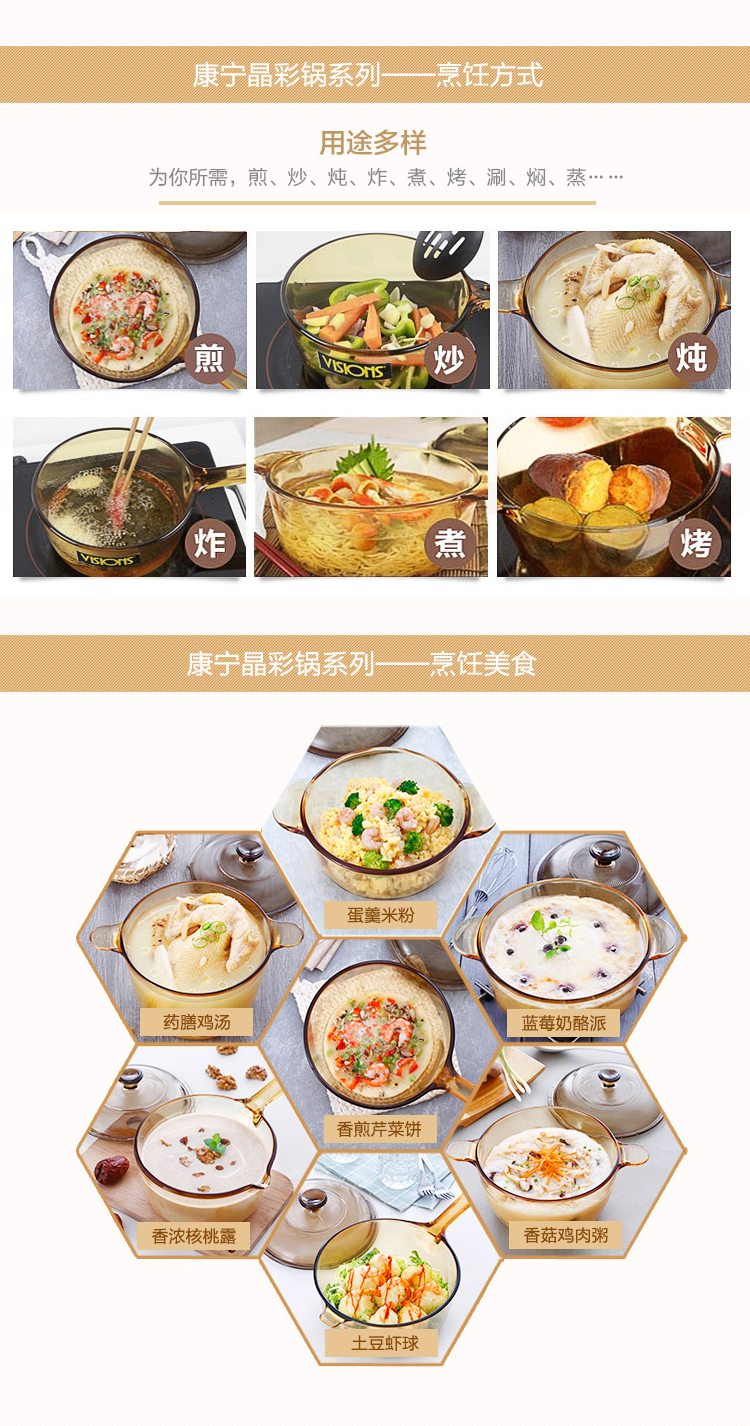 康宁晶彩锅系列——烹饪方式
用途多样
为你所需，煎、炒、炖、炸、煮、烤、涮、焖、蒸……
煎
VISIONS
炒
炖
VISIONS
炸
煮
烤
康宁晶彩锅系列——烹饪美食
蛋羹米粉
药膳鸡汤
蓝莓奶酪派
香煎芹菜饼
香浓核桃露
香菇鸡肉粥
土豆虾球